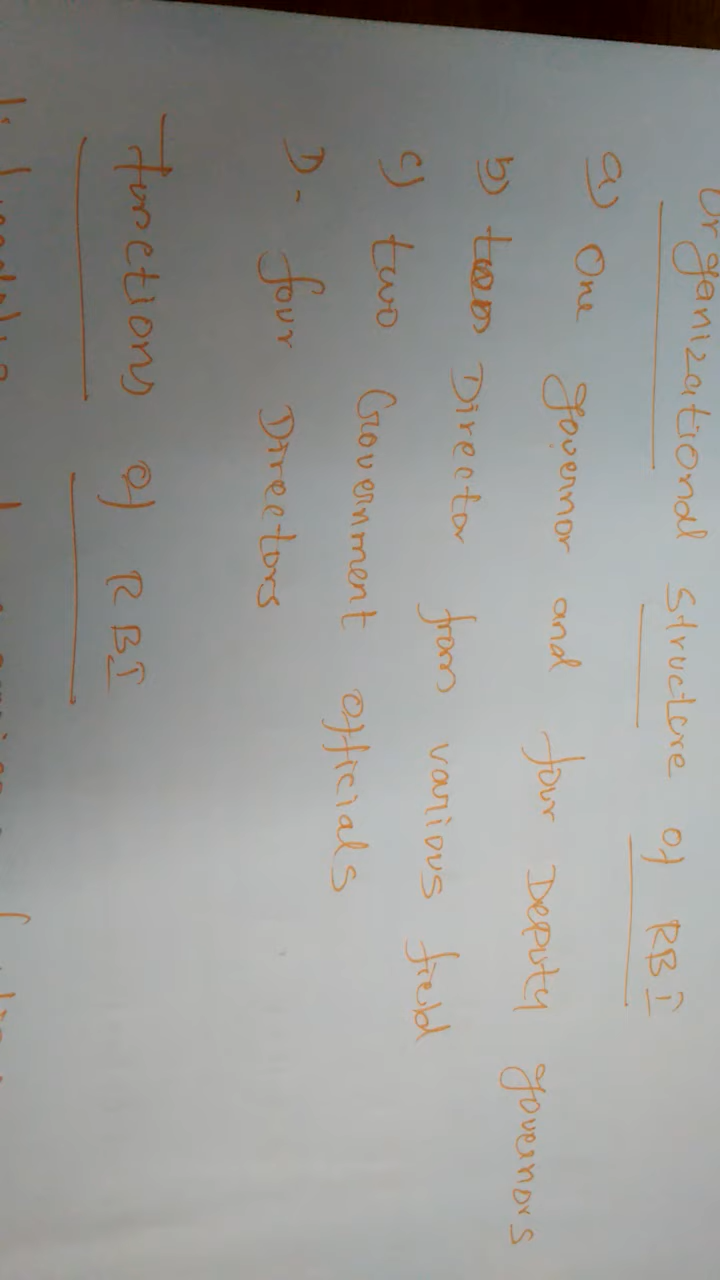 Organizational Structure of RBI
a) One governor and four Deputy governors
b) Director from various field
c) two Government officials
D. four Directors
functions of RBI